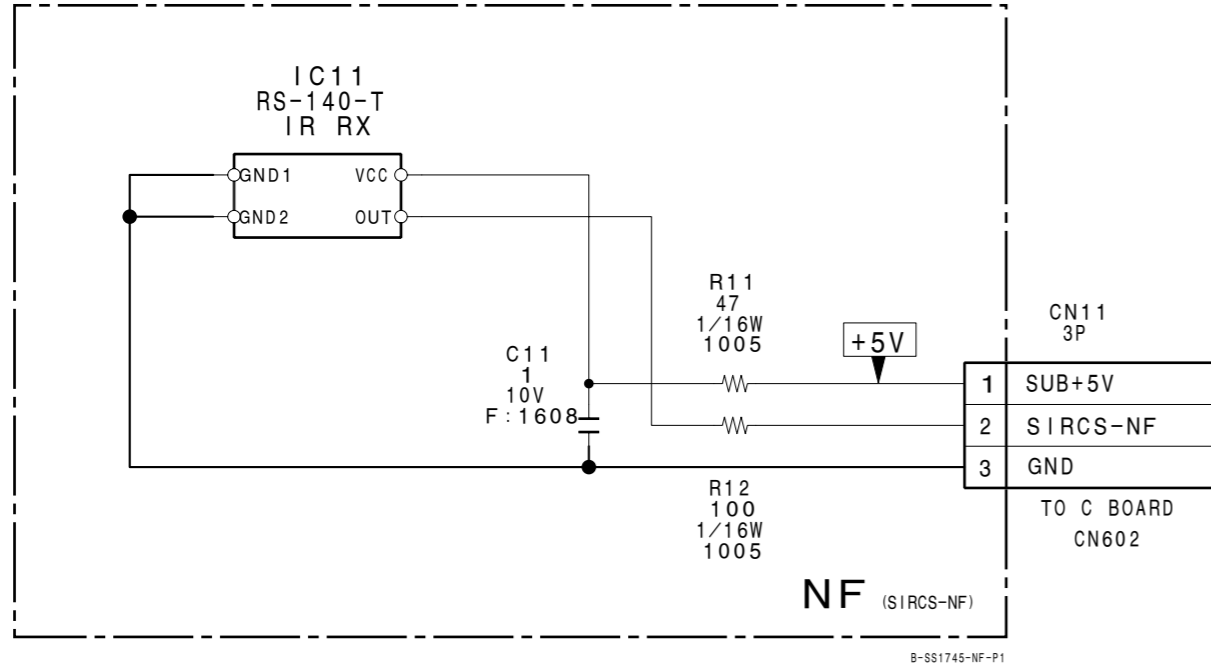 IC11
RS-140-T
IR RX
GND1
VCC
GND2
OUT
R11
47
1/16W
1005
+5V
CN11
3P
C11
1
10V
F:1608
1 SUB+5V
2 SIRCS-NF
3 GND
R12
100
1/16W
1005
TO C BOARD
CN602
NF (SIRCS-NF)
B-SS1745-NF-P1